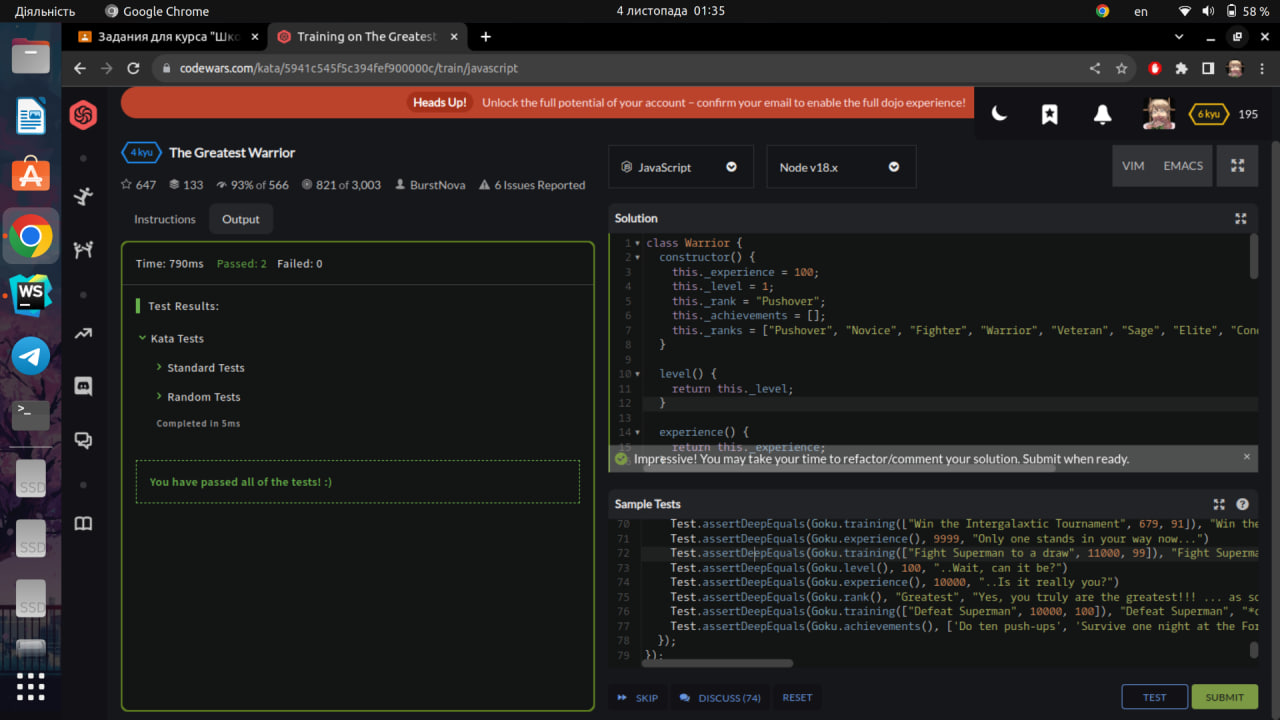 Діяльність
Google Chrome
4 листопада 01:35
en
58 %
Задания для курса "Шко
Training on The Greatest
codewars.com/kata/5941c545f5c394fef900000c/train/javascript
Heads Up! Unlock the full potential of your account – confirm your email to enable the full dojo experience!
6 kyu 195
4 kyu The Greatest Warrior
647 133 93% of 566 821 of 3,003 BurstNova 6 Issues Reported
JavaScript
Node v18.x
VIM EMACS
Instructions Output
Time: 790ms Passed: 2 Failed: 0
Test Results:
Kata Tests
Standard Tests
Random Tests
Completed in 5ms
You have passed all of the tests! :)
Solution
1 class Warrior {
2 constructor() {
3 this._experience = 100;
4 this._level = 1;
5 this._rank = "Pushover";
6 this._achievements = [];
7 this._ranks = ["Pushover", "Novice", "Fighter", "Warrior", "Veteran", "Sage", "Elite", "Con
8 }
9
10 level() {
11 return this._level;
12 }
13
14 experience() {
15 return this._experience;
Impressive! You may take your time to refactor/comment your solution. Submit when ready.
Sample Tests
70 Test.assertDeepEquals(Goku.training(["Win the Intergalaxtic Tournament", 679, 91]), "Win the
71 Test.assertDeepEquals(Goku.experience(), 9999, "Only one stands in your way now...")
72 Test.assertDeepEquals(Goku.training(["Fight Superman to a draw", 11000, 99]), "Fight Superma
73 Test.assertDeepEquals(Goku.level(), 100, "..Wait, can it be?")
74 Test.assertDeepEquals(Goku.experience(), 10000, "..Is it really you?")
75 Test.assertDeepEquals(Goku.rank(), "Greatest", "Yes, you truly are the greatest!!! ... as so
76 Test.assertDeepEquals(Goku.training(["Defeat Superman", 10000, 100]), "Defeat Superman", "*c
77 Test.assertDeepEquals(Goku.achievements(), ['Do ten push-ups', 'Survive one night at the For
78 });
79 });
SKIP DISCUSS (74) RESET
TEST SUBMIT
WS
SSD
SSD
SSD